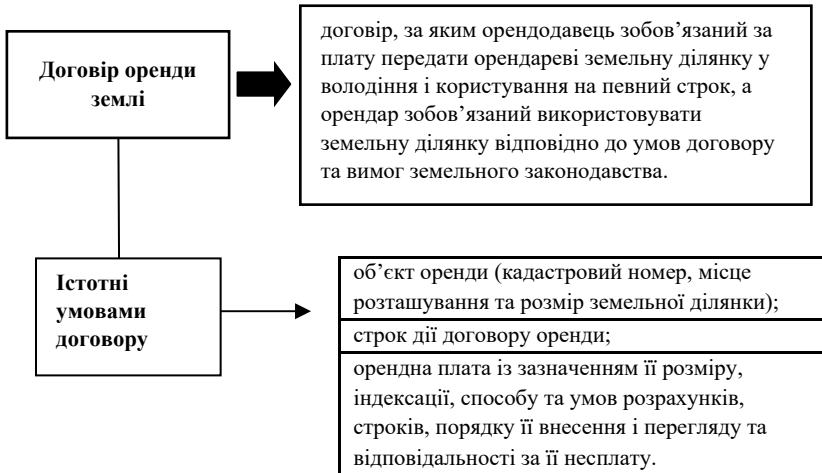 Договір оренди
землі
договір, за яким орендодавець зобов’язаний за
плату передати орендареві земельну ділянку у
володіння і користування на певний строк, а
орендар зобов’язаний використовувати
земельну ділянку відповідно до умов договору
та вимог земельного законодавства.
Істотні
умовами
договору
об’єкт оренди (кадастровий номер, місце
розташування та розмір земельної ділянки);
строк дії договору оренди;
орендна плата із зазначенням її розміру,
індексації, способу та умов розрахунків,
строків, порядку її внесення і перегляду та
відповідальності за її несплату.